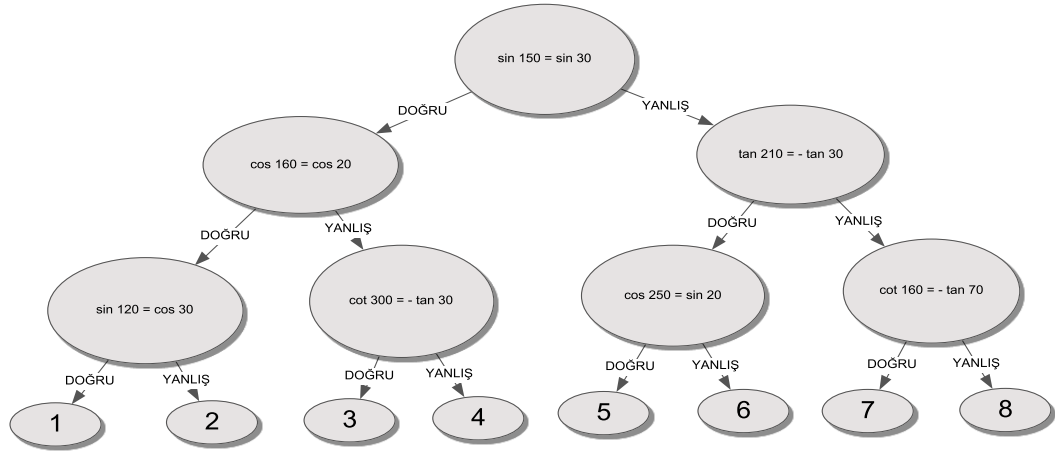 sin 150 = sin 30
DOĞRU
YANLIŞ
cos 160 = cos 20
tan 210 = - tan 30
DOĞRU
YANLIŞ
DOĞRU
YANLIŞ
sin 120 = cos 30
cot 300 = - tan 30
cos 250 = sin 20
cot 160 = - tan 70
DOĞRU
YANLIŞ
DOĞRU
YANLIŞ
DOĞRU
YANLIŞ
DOĞRU
YANLIŞ
1
2
3
4
5
6
7
8